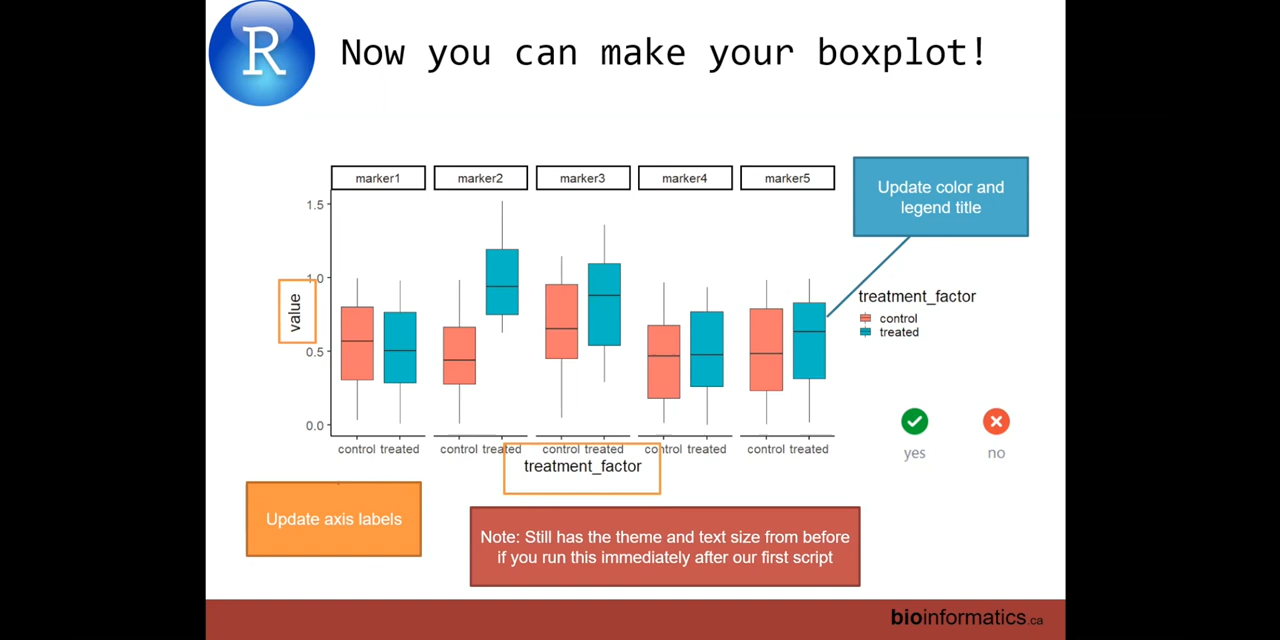 R
Now you can make your boxplot!
marker1 marker2 marker3 marker4 marker5
Update color and
legend title
1.5
1.0
0.5
0.0
value
control treated control treated control treated control treated control treated
treatment_factor
treatment_factor
control
treated
yes no
Update axis labels
Note: Still has the theme and text size from before
if you run this immediately after our first script
bioinformatics.ca